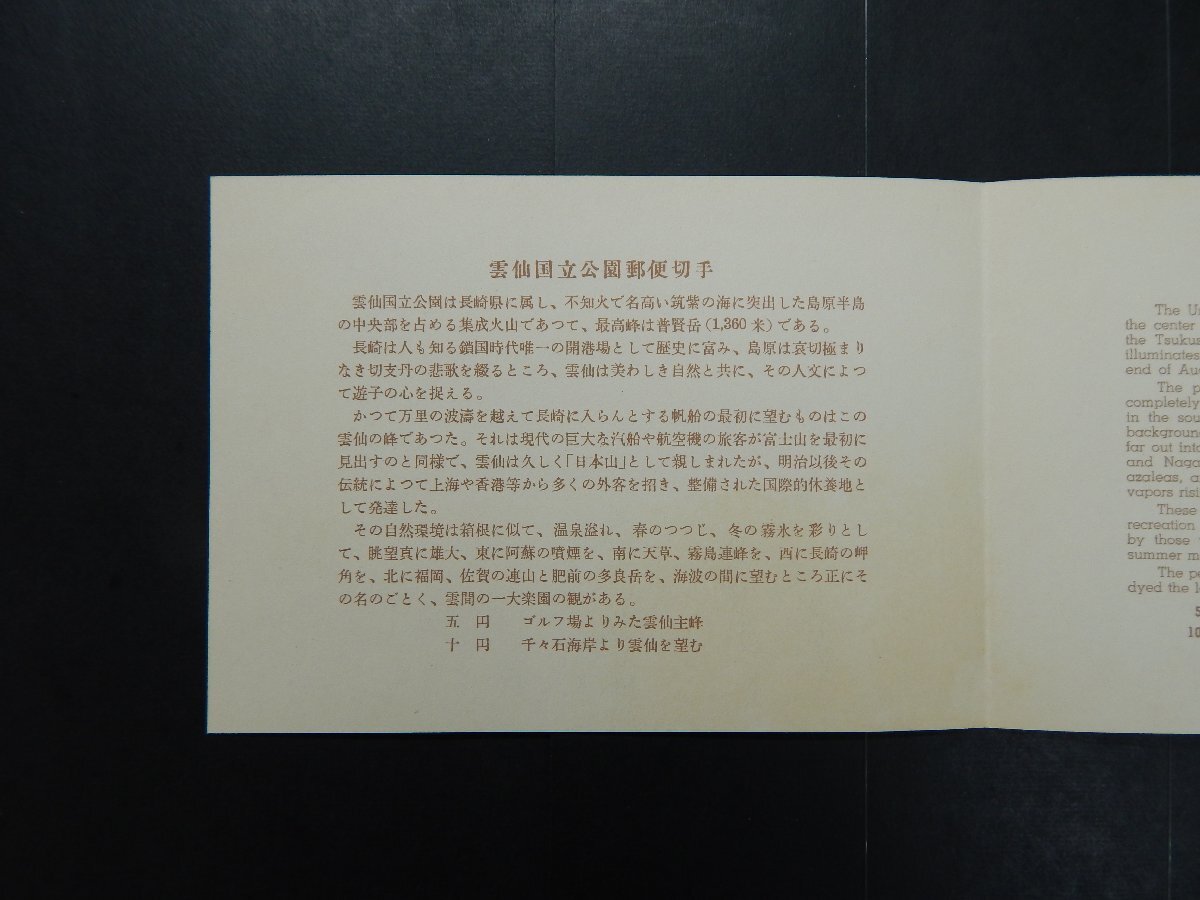 雲仙国立公園郵便切手
雲仙国立公園は長崎県に属し、不知火で名高い筑紫の海に突出した島原半島
の中央部を占める集成火山であつて、最高峰は普賢岳(1,360 米)である。
長崎は人も知る鎖国時代唯一の開港場として歴史に富み、島原は哀切極まり
なき切支丹の悲歌を綴るところ、雲仙は美わしき自然と共に、その人文によつ
て遊子の心を捉える。
かつて万里の波濤を越えて長崎に入らんとする帆船の最初に望むものはこの
雲仙の峰であつた。それは現代の巨大な汽船や航空機の旅客が富士山を最初に
見出すのと同様で、雲仙は久しく「日本山」として親しまれたが、明治以後その
伝統によつて上海や香港等から多くの外客を招き、整備された国際的休養地と
して発達した。
その自然環境は箱根に似て、温泉溢れ、春のつつじ、冬の霧氷を彩りとし
て、眺望真に雄大、東に阿蘇の噴煙を、南に天草、霧島連峰を、西に長崎の岬
角を、北に福岡、佐賀の連山と肥前の多良岳を、海波の間に望むところ正にそ
の名のごとく、雲間の一大楽園の観がある。
五 円 ゴルフ場よりみた雲仙主峰
十 円 千々石海岸より雲仙を望む
The U
the center
the Tsukus
illuminates
end of Au
The p
completely
in the sou
background
far out into
and Naga
azaleas, a
vapors risi
These
recreation
by those
summer m
The pe
dyed the l
5
10